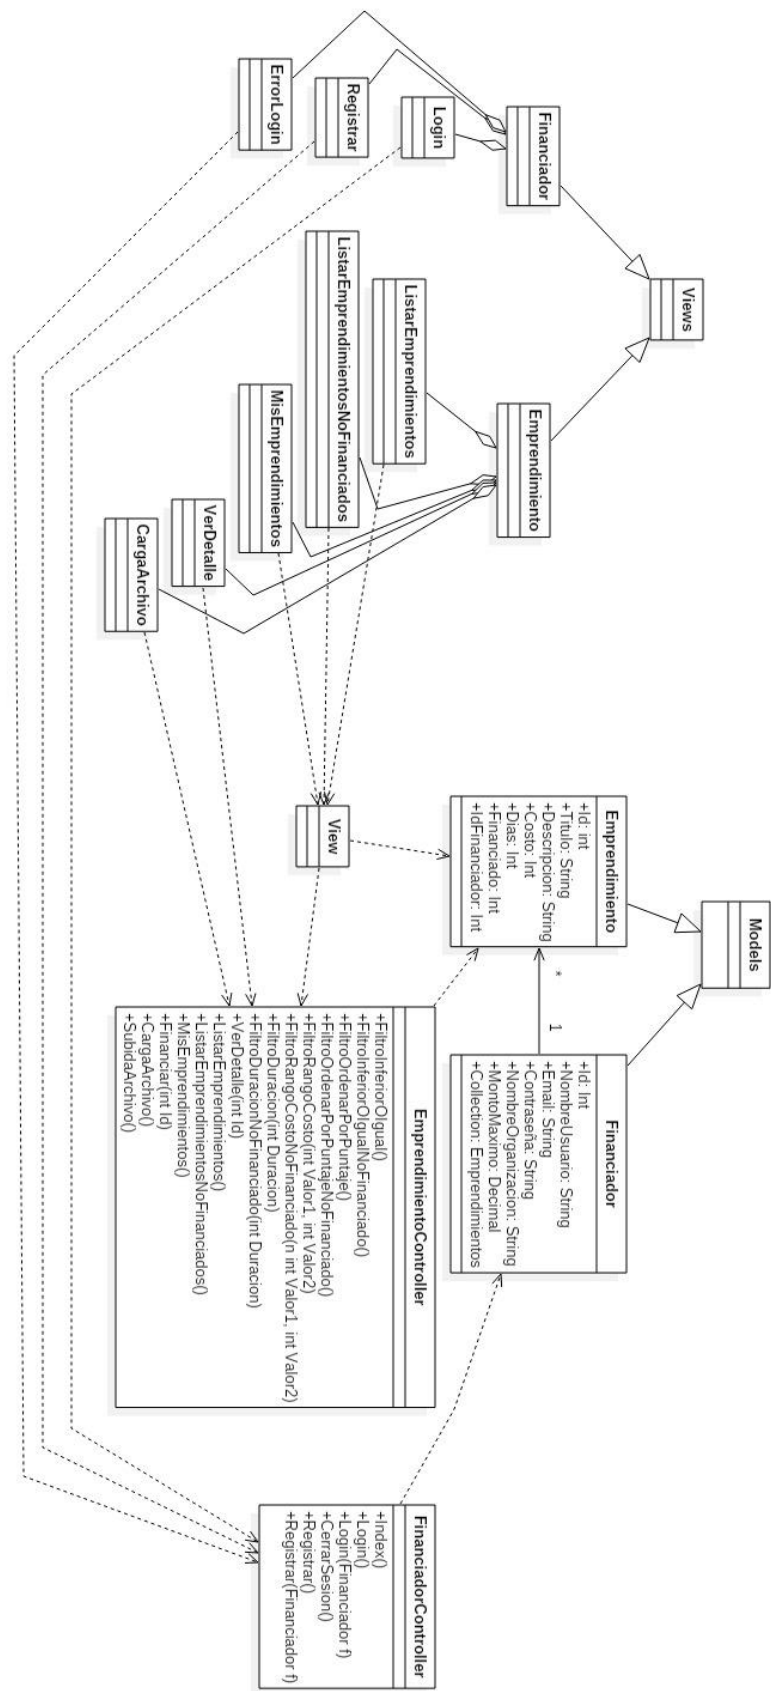 Views
Financiador
Login
Registrar
ErrorLogin
Emprendimiento
ListarEmprendimientos
ListarEmprendimientosNoFinanciados
MisEmprendimientos
VerDetalle
CargaArchivo
View
Models
Emprendimiento
+Id: int
+Titulo: String
+Descripcion: String
+Costo: Int
+Dias: Int
+Financiado: Int
+IdFinanciador: Int
*
1
Financiador
+Id: Int
+NombreUsuario: String
+Email: String
+Contraseña: String
+NombreOrganizacion: String
+MontoMaximo: Decimal
+Collection: Emprendimientos
EmprendimientoController
+FiltroInferiorOIgual()
+FiltroInferiorOIgualNoFinanciado()
+FiltroOrdenarPorPuntaje()
+FiltroOrdenarPorPuntajeNoFinanciado()
+FiltroRangoCosto(int Valor1, int Valor2)
+FiltroRangoCostoNoFinanciado(n int Valor1, int Valor2)
+FiltroDuracion(int Duracion)
+FiltroDuracionNoFinanciado(int Duracion)
+VerDetalle(int Id)
+ListarEmprendimientos()
+ListarEmprendimientosNoFinanciados()
+MisEmprendimientos()
+Financiar(int Id)
+CargaArchivo()
+SubidaArchivo()
FinanciadorController
+Index()
+Login()
+Login(Financiador f)
+CerrarSesion()
+Registrar()
+Registrar(Financiador f)